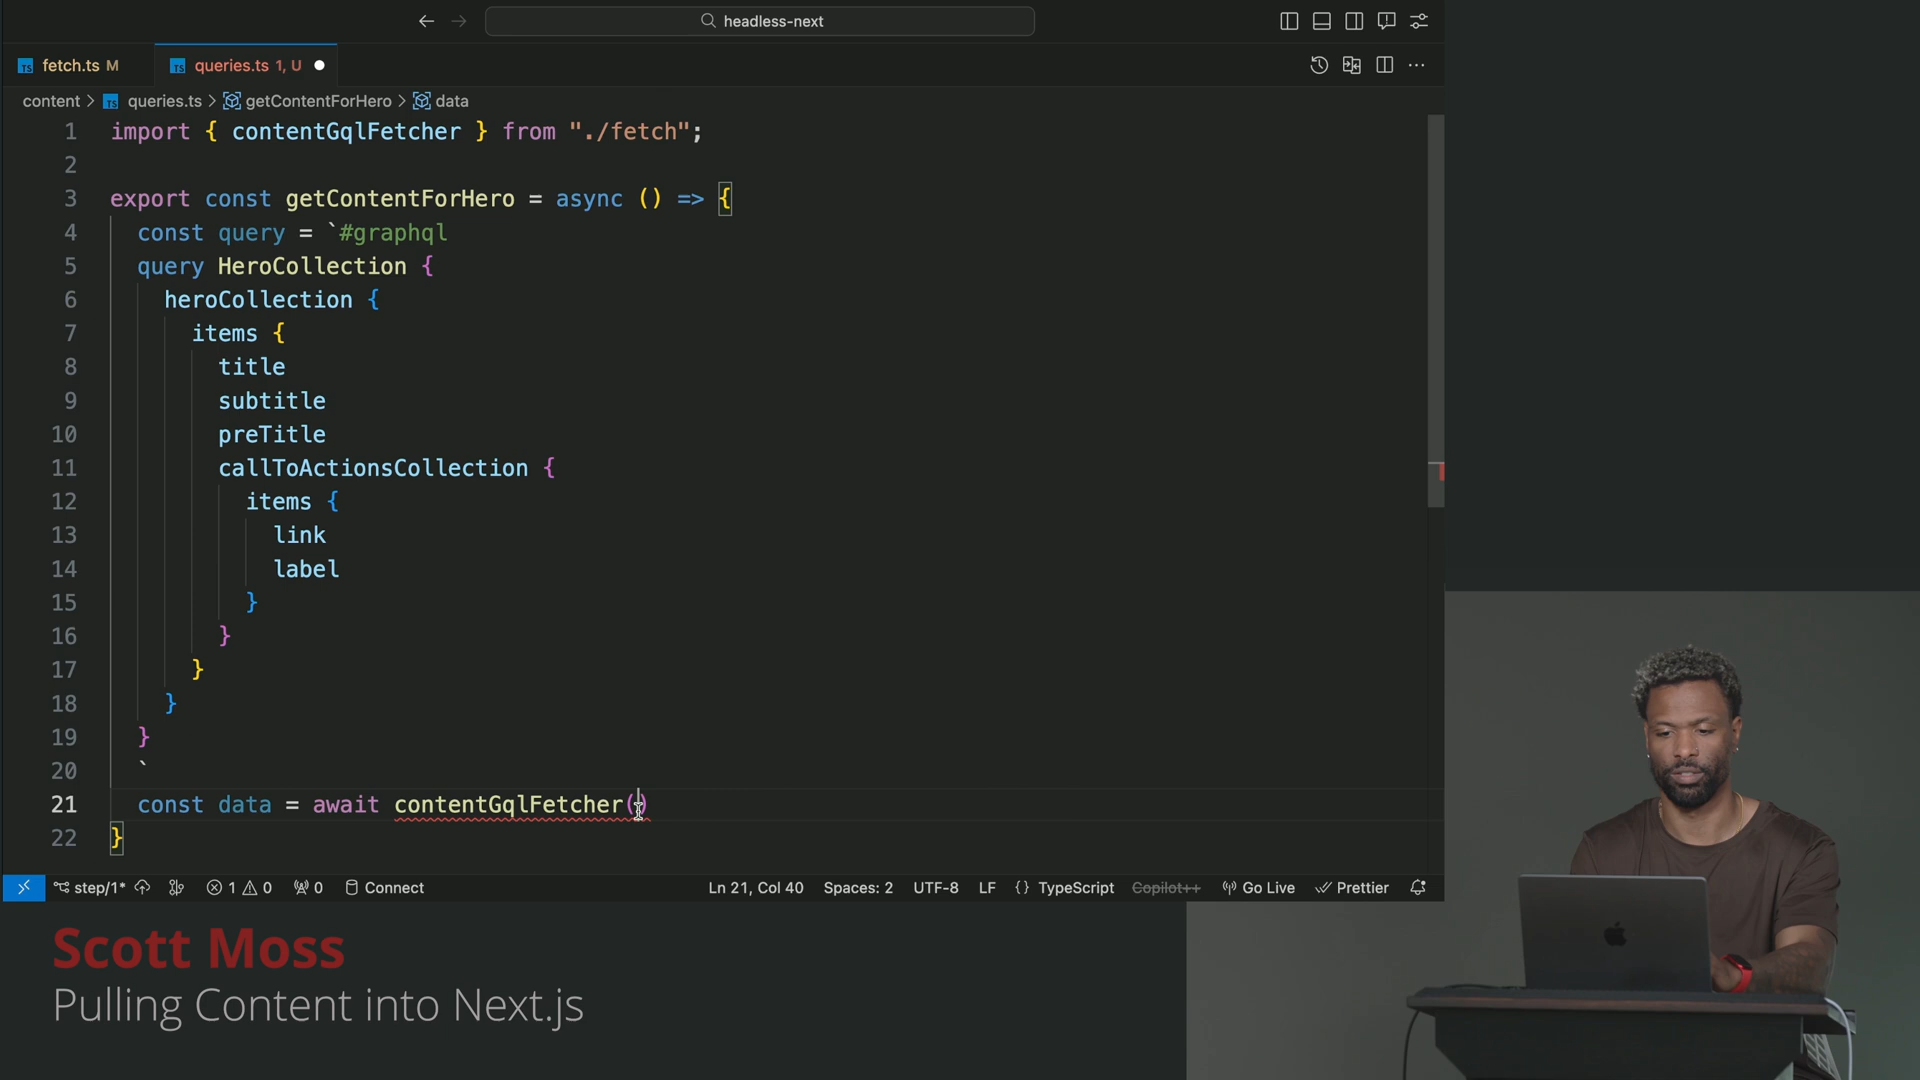 headless-next
fetch.ts M
queries.ts 1, U
content > queries.ts > getContentForHero > data
1 import { contentGqlFetcher } from "./fetch";
2
3 export const getContentForHero = async () => {
4 const query = `#graphql
5 query HeroCollection {
6 heroCollection {
7 items {
8 title
9 subtitle
10 preTitle
11 callToActionsCollection {
12 items {
13 link
14 label
15 }
16 }
17 }
18 }
19 }
20 `
21 const data = await contentGqlFetcher()
22 }
step/1* 1 0 0 Connect Ln 21, Col 40 Spaces: 2 UTF-8 LF {} TypeScript Copilot++ Go Live Prettier
Scott Moss
Pulling Content into Next.js